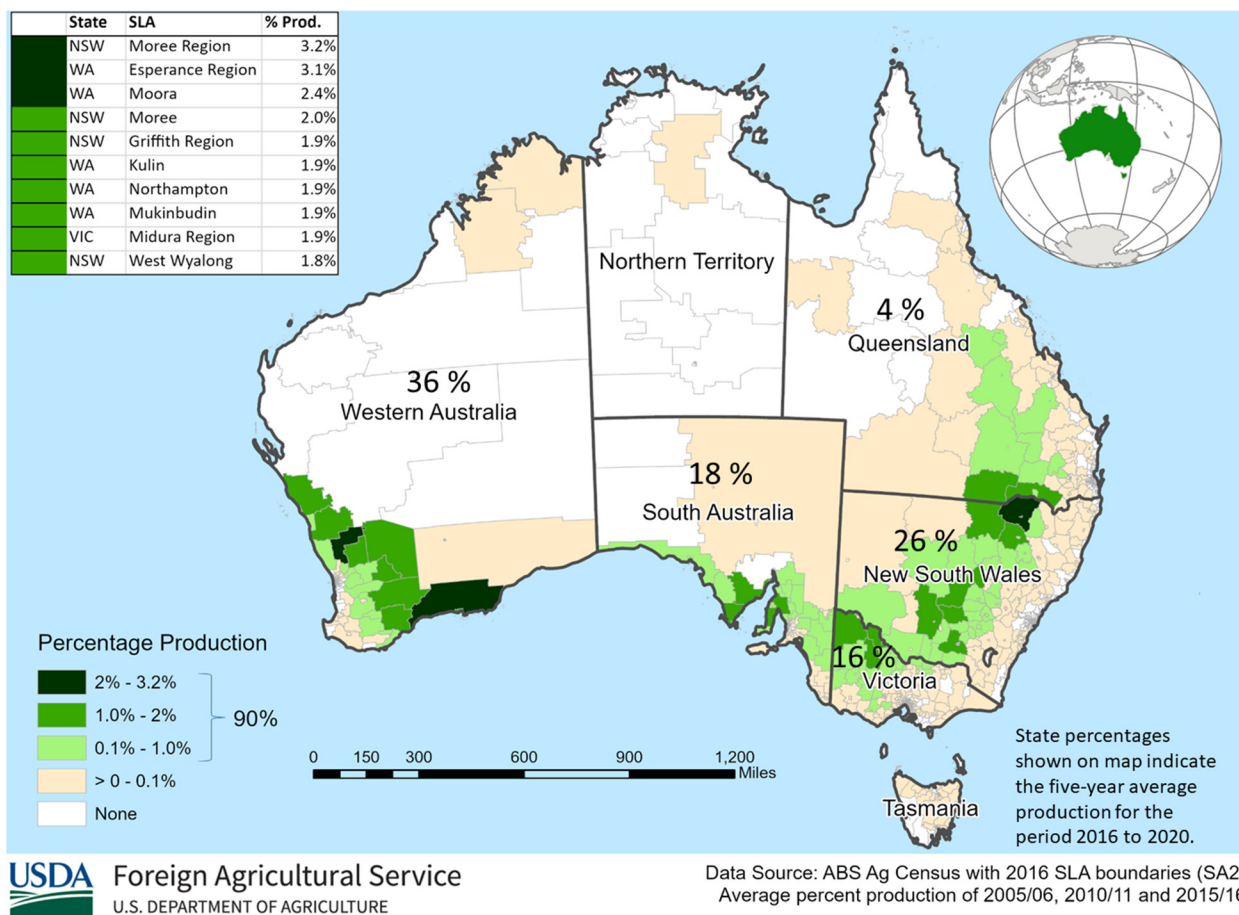 State SLA % Prod.
NSW Moree Region 3.2%
WA Esperance Region 3.1%
WA Moora 2.4%
NSW Moree 2.0%
NSW Griffith Region 1.9%
WA Kulin 1.9%
WA Northampton 1.9%
WA Mukinbudin 1.9%
VIC Midura Region 1.9%
NSW West Wyalong 1.8%
Northern Territory
4 %
Queensland
36 %
Western Australia
18 %
South Australia
26 %
New South Wales
16 %
Victoria
Tasmania
Percentage Production
2% - 3.2%
1.0% - 2%
90%
0.1% - 1.0%
> 0 - 0.1%
None
0 150 300 600 900 1,200
Miles
State percentages
shown on map indicate
the five-year average
production for the
period 2016 to 2020.
USDA
Foreign Agricultural Service
U.S. DEPARTMENT OF AGRICULTURE
Data Source: ABS Ag Census with 2016 SLA boundaries (SA2
Average percent production of 2005/06, 2010/11 and 2015/16